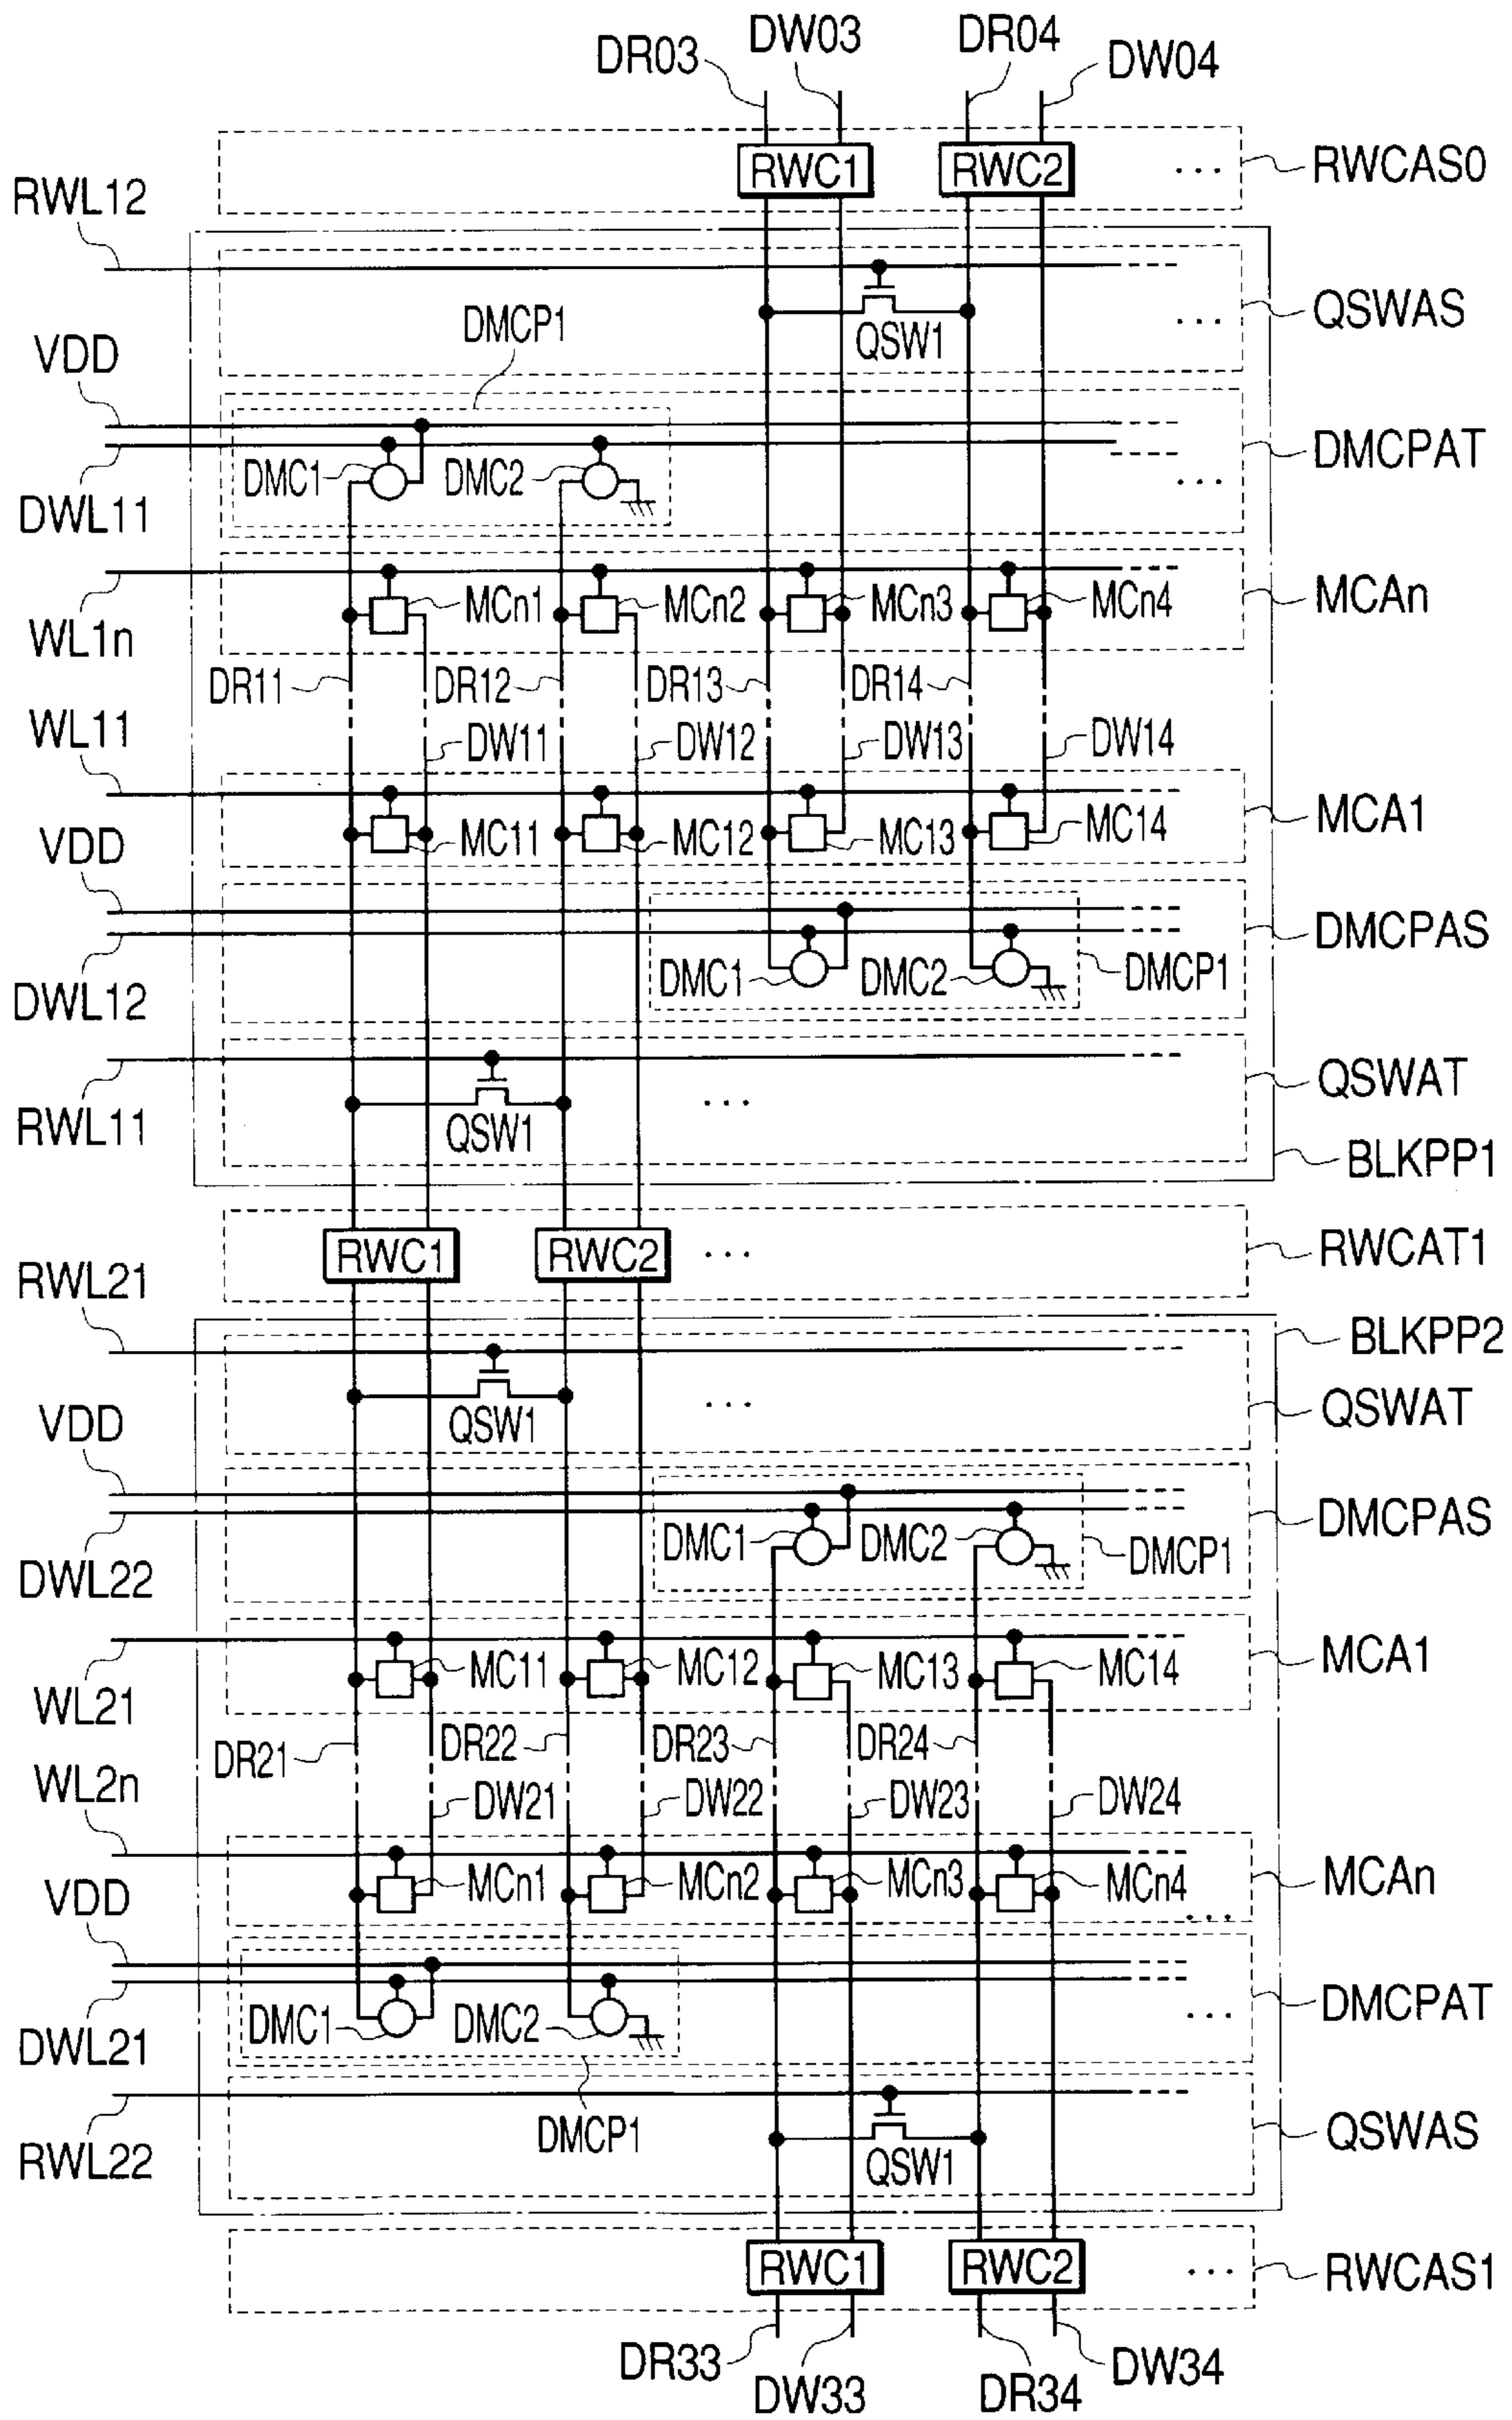 DR03 DW03 DR04 DW04
RWC1 RWC2 ... RWCAS0
RWL12
QSW1 ... QSWAS
DMCP1
VDD
DMC1 DMC2 ... DMCPAT
DWL11
MCn1 MCn2 MCn3 MCn4 MCAn
WL1n
DR11 DR12 DR13 DR14
WL11
DW11 DW12 DW13 DW14
MC11 MC12 MC13 MC14 MCA1
VDD
DMC1 DMC2 DMCP1 DMCPAS
DWL12
QSWAT
RWL11
QSW1 ...
BLKPP1
RWC1 RWC2 ... RWCAT1
RWL21
BLKPP2
QSW1 ... QSWAT
VDD
DMC1 DMC2 DMCP1 DMCPAS
DWL22
MC11 MC12 MC13 MC14 MCA1
WL21
DR21 DR22 DR23 DR24
WL2n
DW21 DW22 DW23 DW24
MCn1 MCn2 MCn3 MCn4 ... MCAn
VDD
DMC1 DMC2 ... DMCPAT
DWL21
DMCP1
QSW1 QSWAS
RWL22
RWC1 RWC2 ... RWCAS1
DR33 DW33 DR34 DW34